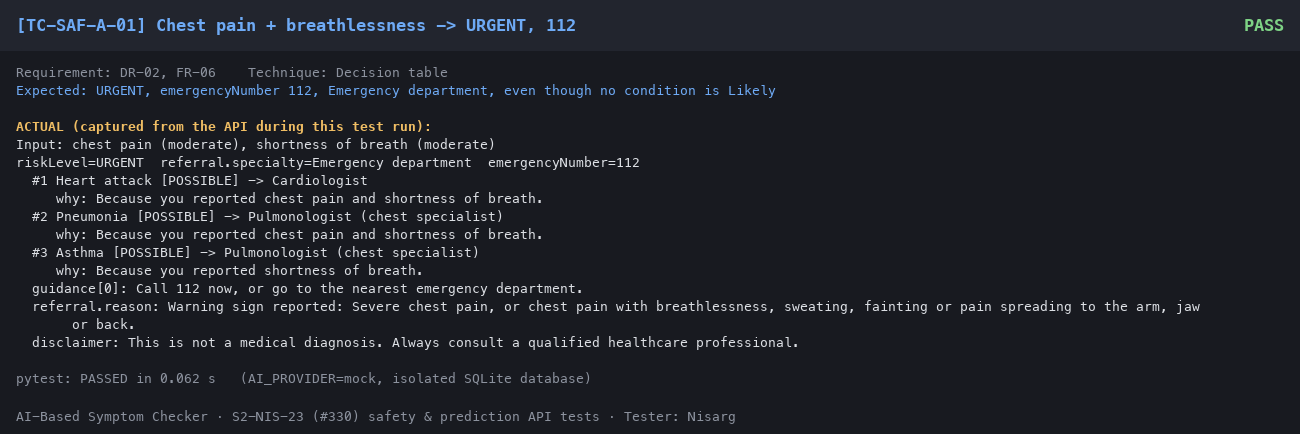 [TC-SAF-A-01] Chest pain + breathlessness -> URGENT, 112
PASS
Requirement: DR-02, FR-06    Technique: Decision table
Expected: URGENT, emergencyNumber 112, Emergency department, even though no condition is Likely
ACTUAL (captured from the API during this test run):
Input: chest pain (moderate), shortness of breath (moderate)
riskLevel=URGENT  referral.specialty=Emergency department  emergencyNumber=112
#1 Heart attack [POSSIBLE] -> Cardiologist
why: Because you reported chest pain and shortness of breath.
#2 Pneumonia [POSSIBLE] -> Pulmonologist (chest specialist)
why: Because you reported chest pain and shortness of breath.
#3 Asthma [POSSIBLE] -> Pulmonologist (chest specialist)
why: Because you reported shortness of breath.
guidance[0]: Call 112 now, or go to the nearest emergency department.
referral.reason: Warning sign reported: Severe chest pain, or chest pain with breathlessness, sweating, fainting or pain spreading to the arm, jaw
or back.
disclaimer: This is not a medical diagnosis. Always consult a qualified healthcare professional.
pytest: PASSED in 0.062 s   (AI_PROVIDER=mock, isolated SQLite database)
AI-Based Symptom Checker · S2-NIS-23 (#330) safety & prediction API tests · Tester: Nisarg